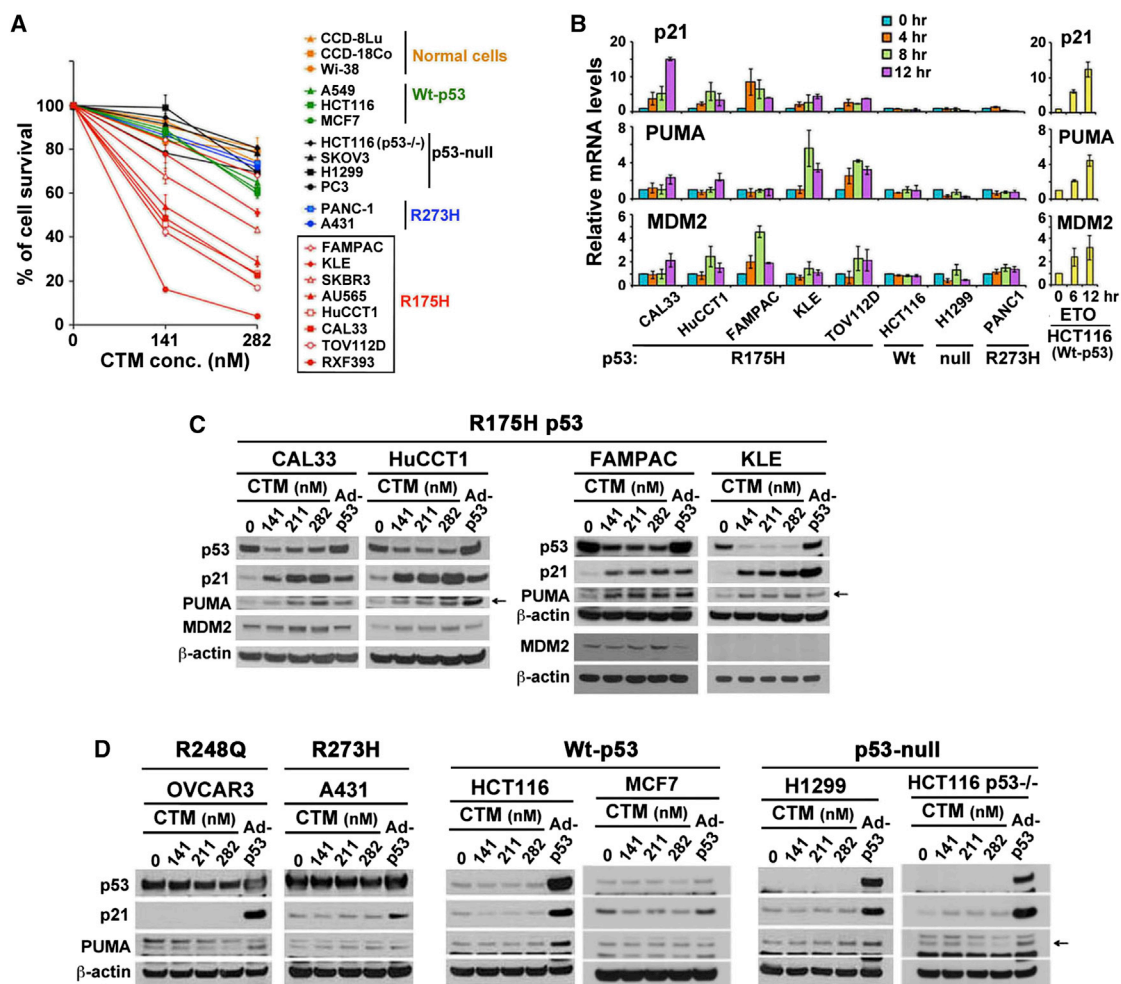 A
% of cell survival
100
80
60
40
20
0
0
141
282
CTM conc. (nM)
CCD-8Lu
CCD-18Co
Wi-38
Normal cells
A549
HCT116
MCF7
Wt-p53
HCT116 (p53-/-)
SKOV3
H1299
PC3
p53-null
PANC-1
A431
R273H
FAMPAC
KLE
SKBR3
AU565
HuCCT1
CAL33
TOV112D
RXF393
R175H
B
Relative mRNA levels
0 hr
4 hr
8 hr
12 hr
p21
20
15
10
5
0
PUMA
8
6
4
2
0
MDM2
6
4
2
0
CAL33
HuCCT1
FAMPAC
KLE
TOV112D
HCT116
H1299
PANC1
p53:
R175H
Wt
null
R273H
p21
20
15
10
5
0
PUMA
8
6
4
2
0
MDM2
6
4
2
0
0 6 12 hr
ETO
HCT116
(Wt-p53)
C
R175H p53
CAL33 HuCCT1 FAMPAC KLE
CTM (nM) Ad-p53 CTM (nM) Ad-p53 CTM (nM) Ad-p53 CTM (nM) Ad-p53
0 141 211 282 0 141 211 282 0 141 211 282 0 141 211 282
p53
p21
PUMA
MDM2
β-actin
p53
p21
PUMA
β-actin
MDM2
β-actin
D
R248Q R273H Wt-p53 p53-null
OVCAR3 A431 HCT116 MCF7 H1299 HCT116 p53-/-
CTM (nM) Ad-p53 CTM (nM) Ad-p53 CTM (nM) Ad-p53 CTM (nM) Ad-p53 CTM (nM) Ad-p53 CTM (nM) Ad-p53
0 141 211 282 0 141 211 282 0 141 211 282 0 141 211 282 0 141 211 282 0 141 211 282
p53
p21
PUMA
β-actin